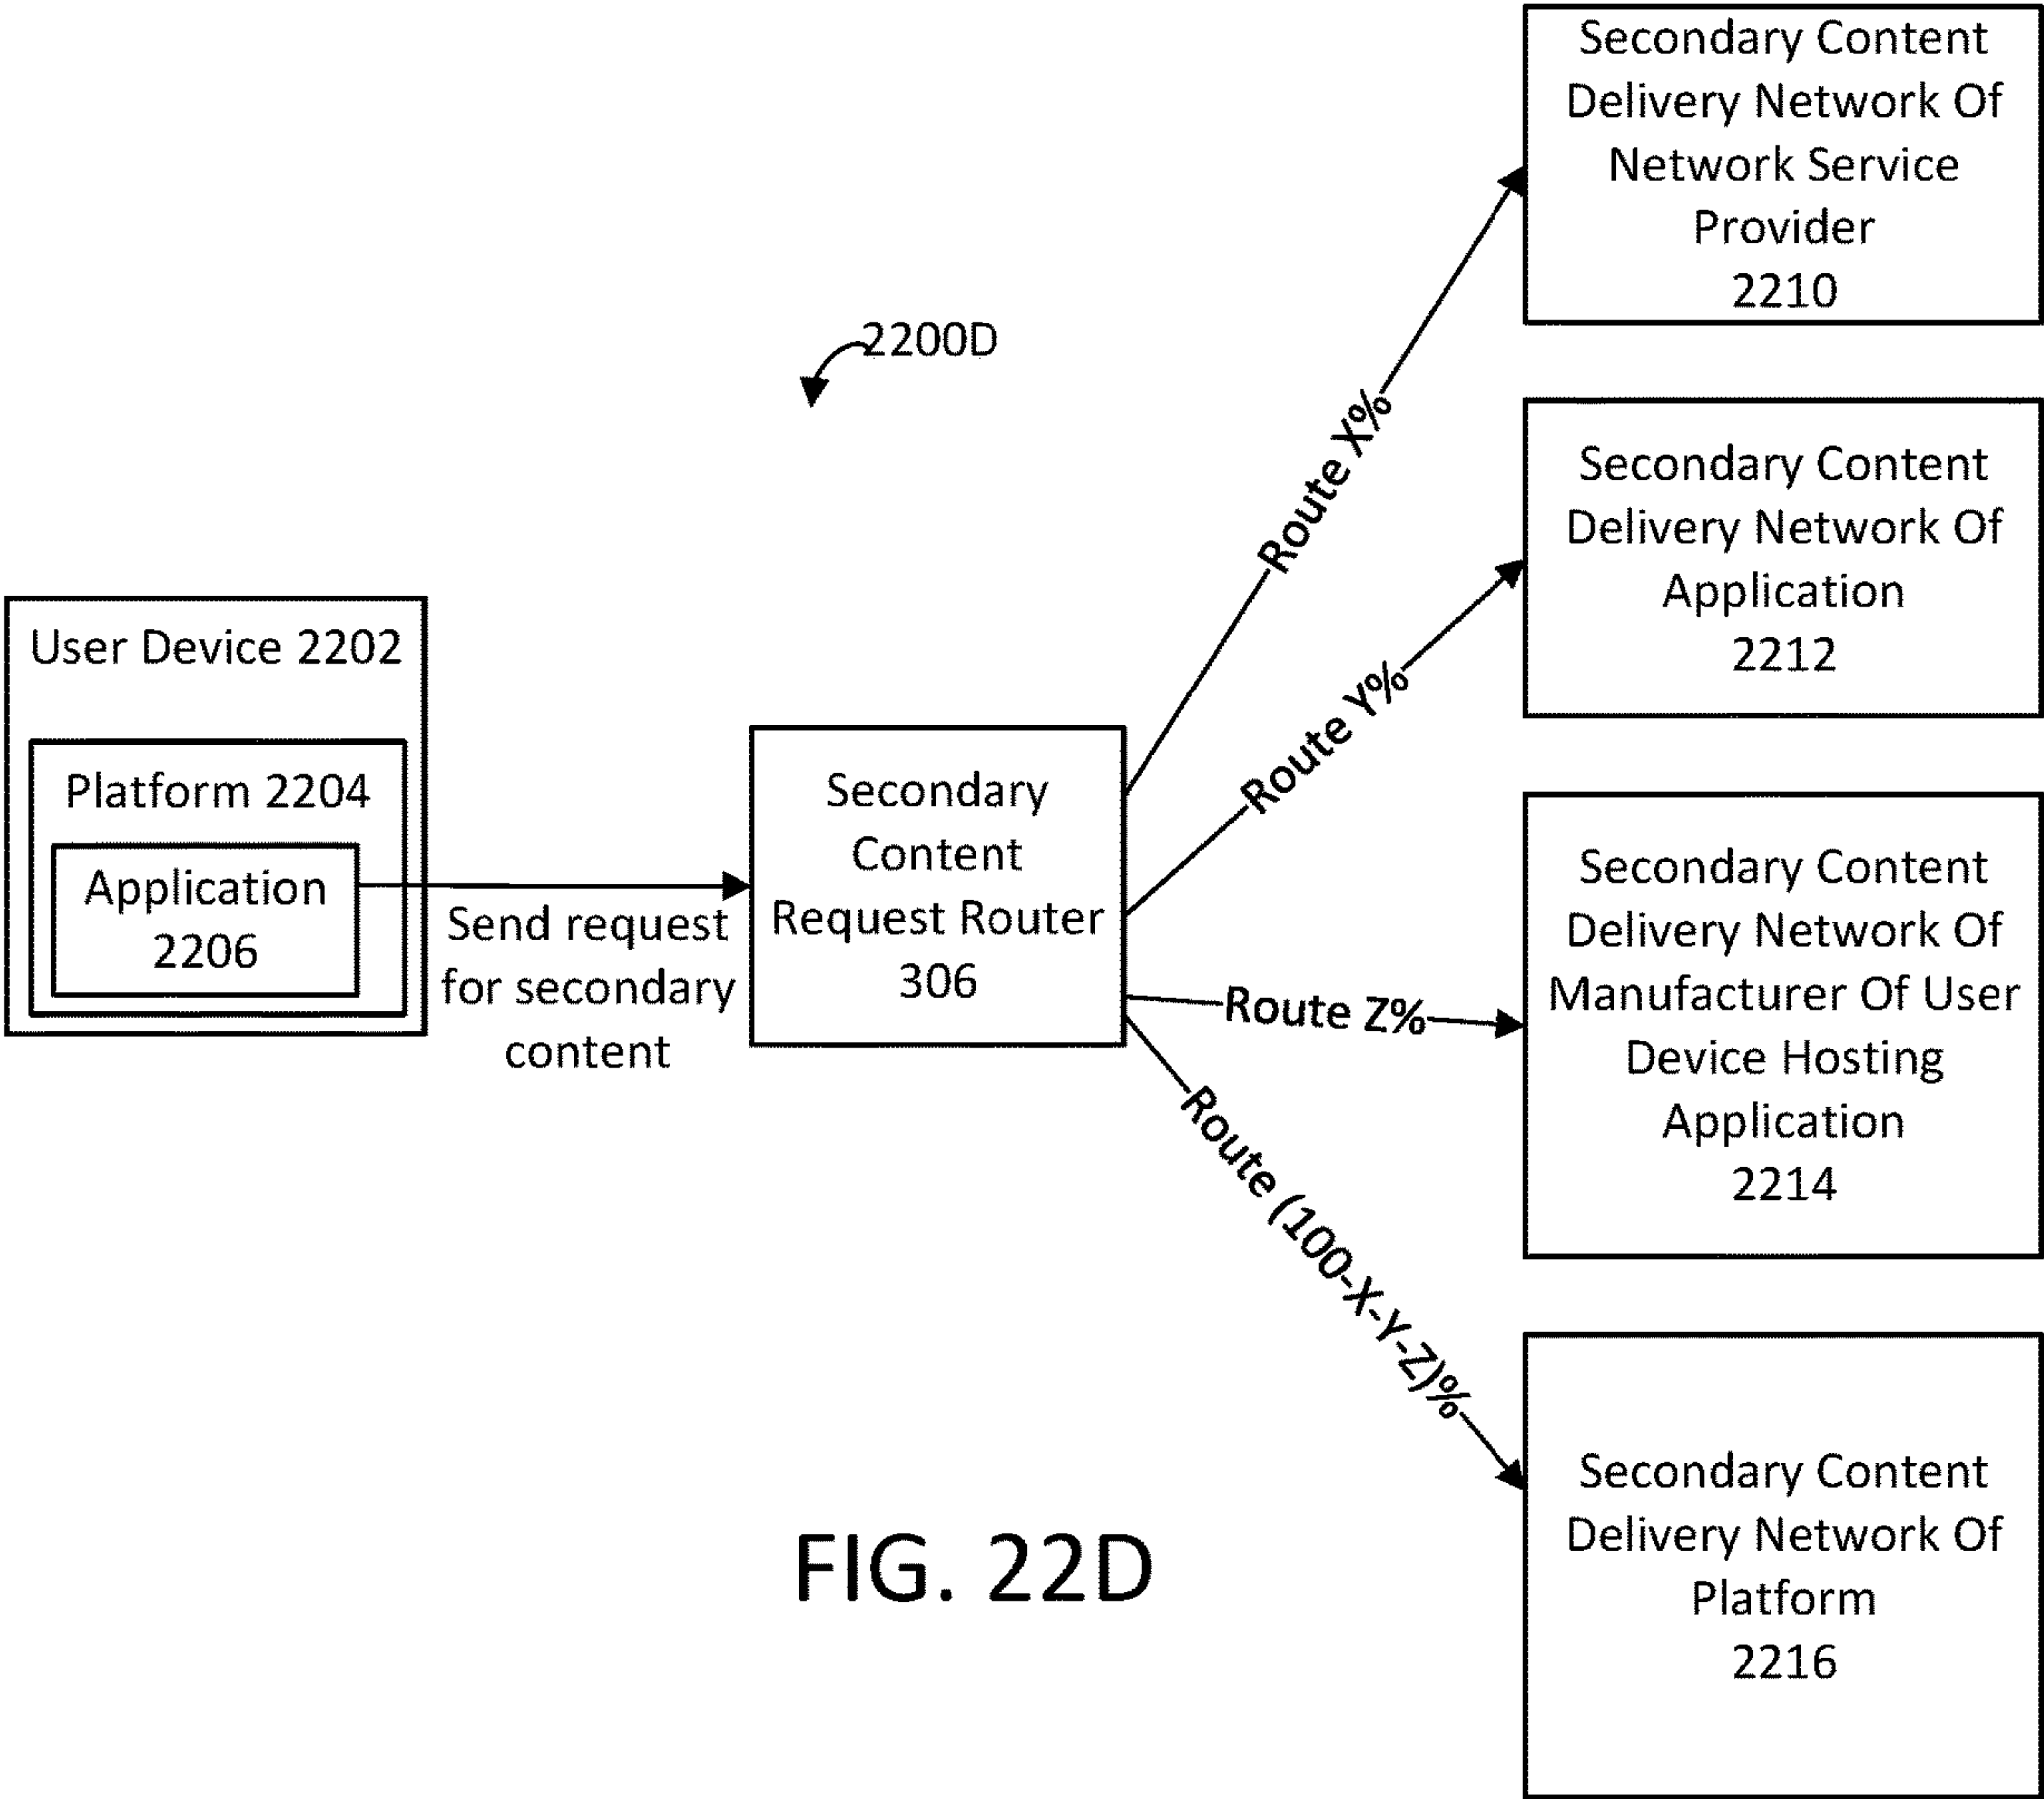 2200D
User Device 2202
Platform 2204
Application
2206
Send request
for secondary
content
Secondary
Content
Request Router
306
Route X%
Route Y%
Route Z%
Route (100-X-Y-Z)%
Secondary Content
Delivery Network Of
Network Service
Provider
2210
Secondary Content
Delivery Network Of
Application
2212
Secondary Content
Delivery Network Of
Manufacturer Of User
Device Hosting
Application
2214
Secondary Content
Delivery Network Of
Platform
2216
FIG. 22D